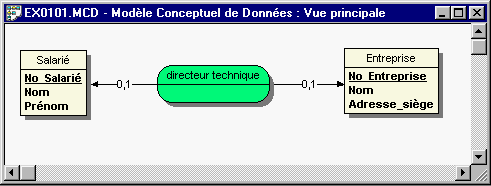 EX0101.MCD - Modèle Conceptuel de Données : Vue principale
Salarié
No_Salarié
Nom
Prénom
0,1
directeur technique
0,1
Entreprise
No_Entreprise
Nom
Adresse_siège